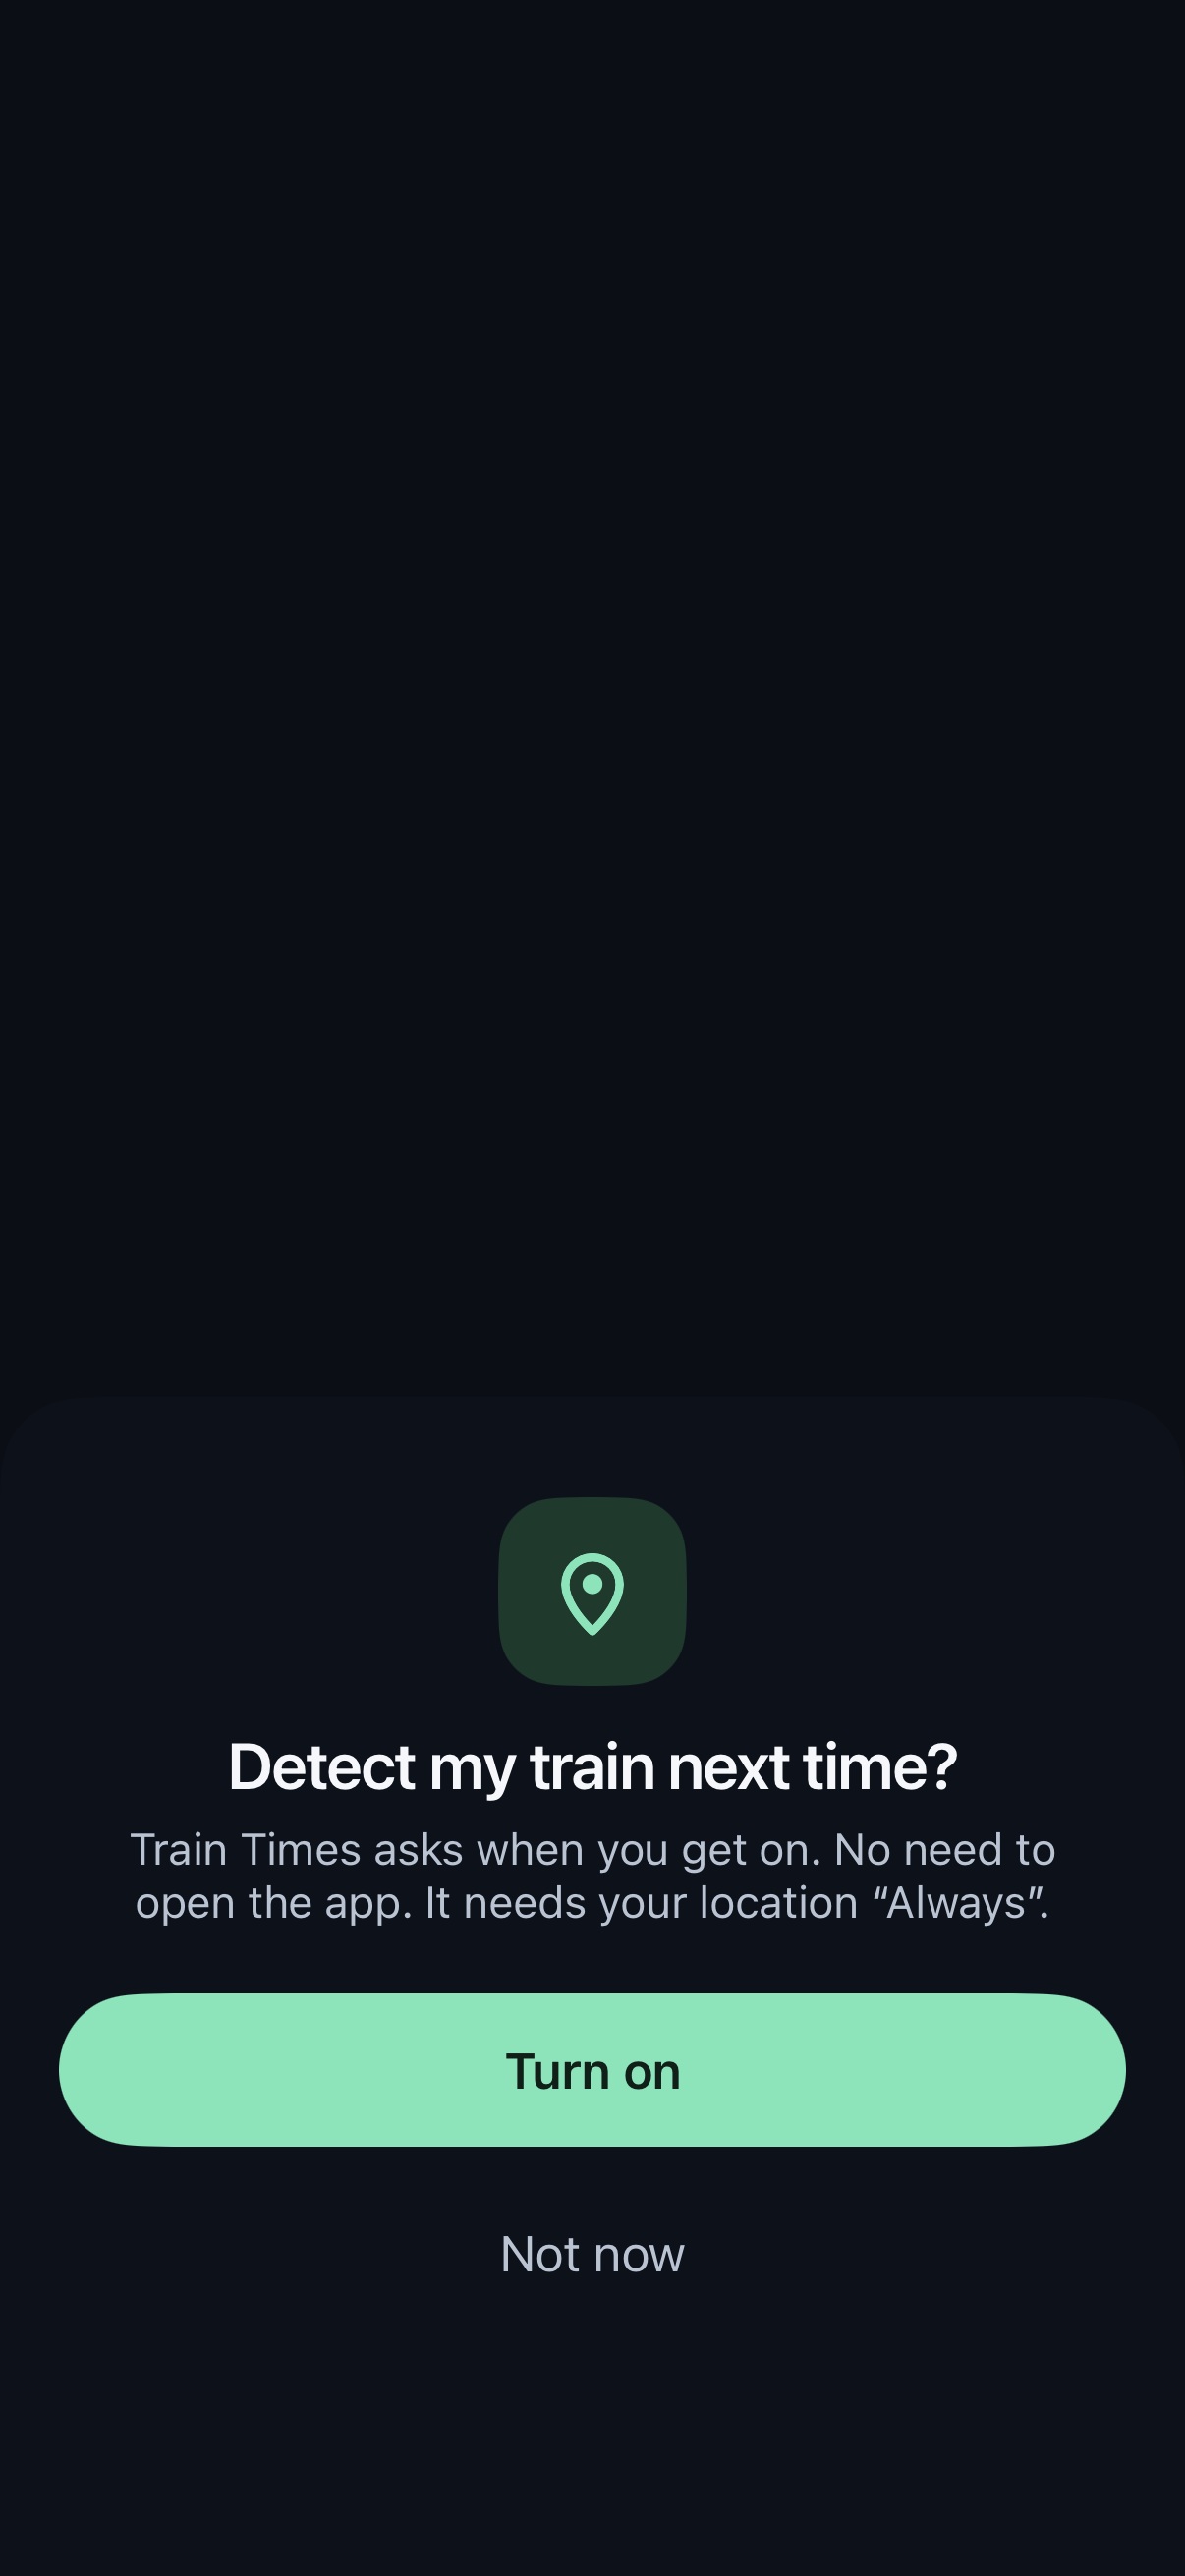 Detect my train next time?
Train Times asks when you get on. No need to
open the app. It needs your location “Always”.
Turn on
Not now